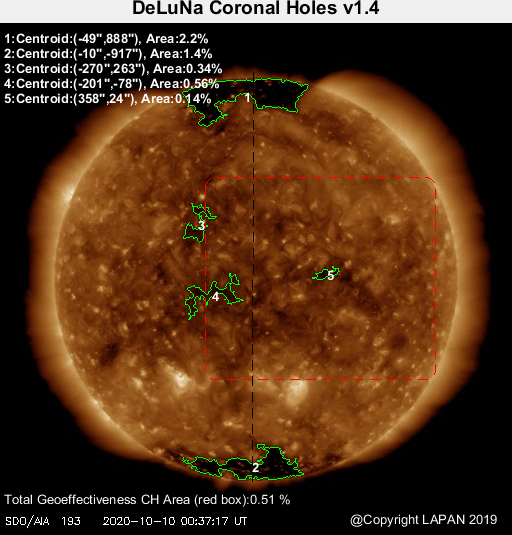 DeLuNa Coronal Holes v1.4
1:Centroid:(-49",888"), Area:2.2%
2:Centroid:(-10",-917"), Area:1.4%
3:Centroid:(-270",263"), Area:0.34%
4:Centroid:(-201",-78"), Area:0.56%
5:Centroid:(358",24"), Area:0.14%
1
3
5
4
2
Total Geoeffectiveness CH Area (red box):0.51 %
SDO/AIA 193 2020-10-10 00:37:17 UT
@Copyright LAPAN 2019